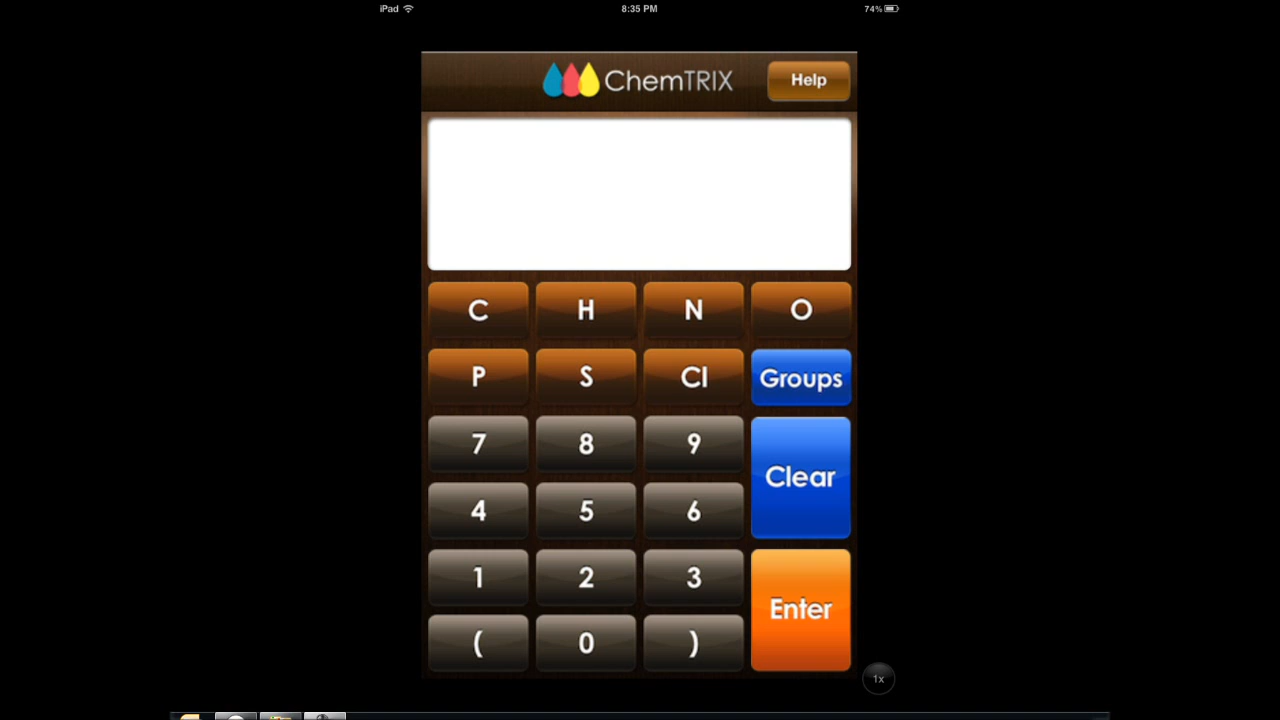 iPad 8:35 PM 74%
ChemTRIX Help
C H N O
P S Cl Groups
7 8 9
Clear
4 5 6
1 2 3
Enter
( 0 )
1x